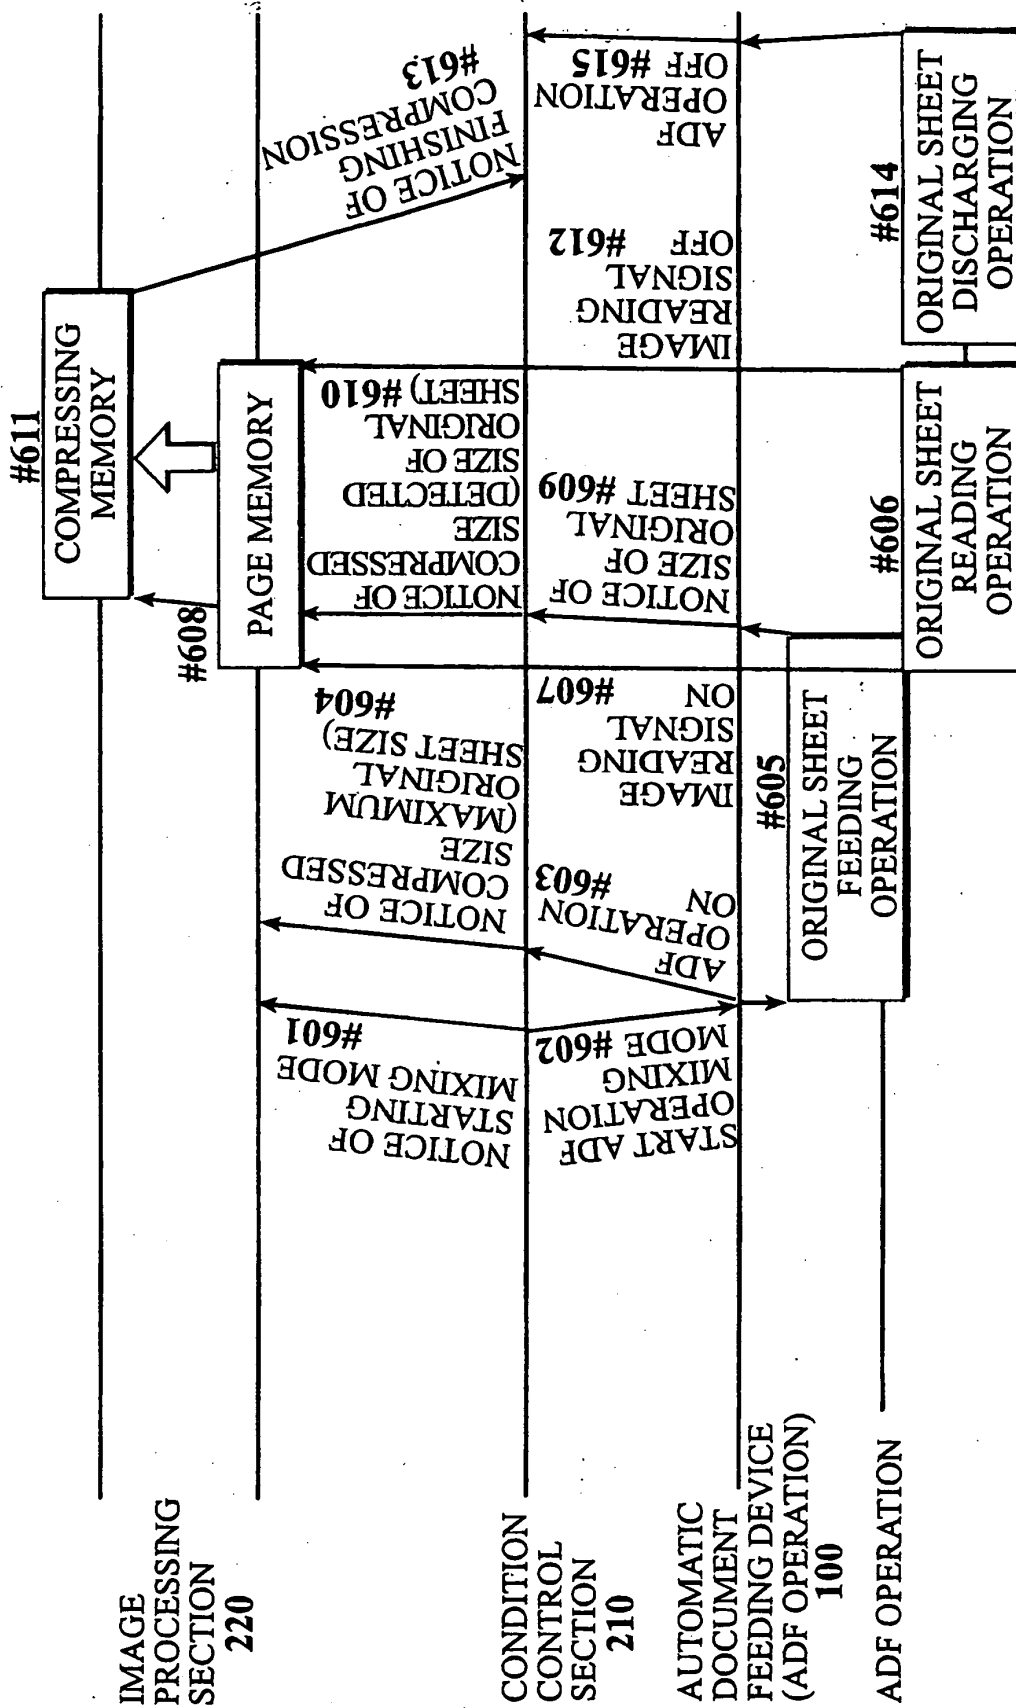 IMAGE
PROCESSING
SECTION
220
CONDITION
CONTROL
SECTION
210
AUTOMATIC
DOCUMENT
FEEDING DEVICE
(ADF OPERATION)
100
ADF OPERATION
NOTICE OF
STARTING
MIXING MODE
#601
START ADF
OPERATION
MIXING
MODE #602
ADF
OPERATION
ON
#603
NOTICE OF
COMPRESSED
SIZE
(MAXIMUM
ORIGINAL
SHEET SIZE)
#604
#605
ORIGINAL SHEET
FEEDING
OPERATION
#606
ORIGINAL SHEET
READING
OPERATION
IMAGE
READING
SIGNAL
ON
#607
#608
PAGE MEMORY
NOTICE OF
SIZE OF
ORIGINAL
SHEET #609
NOTICE OF
COMPRESSED
SIZE
(DETECTED
SIZE OF
ORIGINAL
SHEET) #610
#611
COMPRESSING
MEMORY
IMAGE
READING
SIGNAL
OFF
#612
NOTICE OF
FINISHING
COMPRESSION
#613
#614
ORIGINAL SHEET
DISCHARGING
OPERATION
ADF
OPERATION
OFF #615